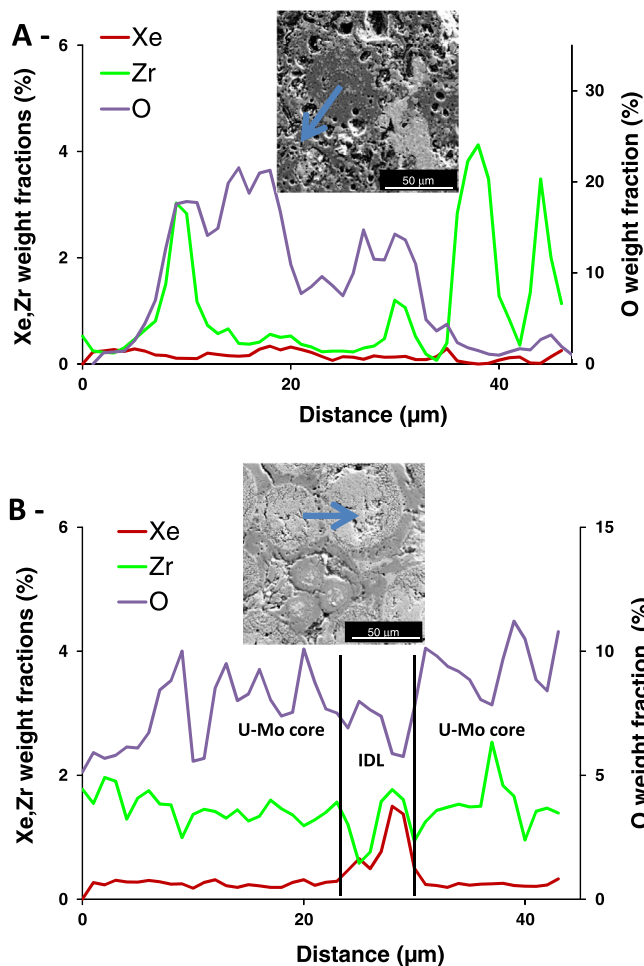 A -
Xe
Zr
O
50 µm
Xe,Zr weight fractions (%)
6
4
2
0
O weight fraction (%)
30
20
10
0
0 20 40
Distance (µm)
B -
Xe
Zr
O
50 µm
U-Mo core
IDL
U-Mo core
Xe,Zr weight fractions (%)
6
4
2
0
O weight fractions (%)
15
10
5
0
0 20 40
Distance (µm)